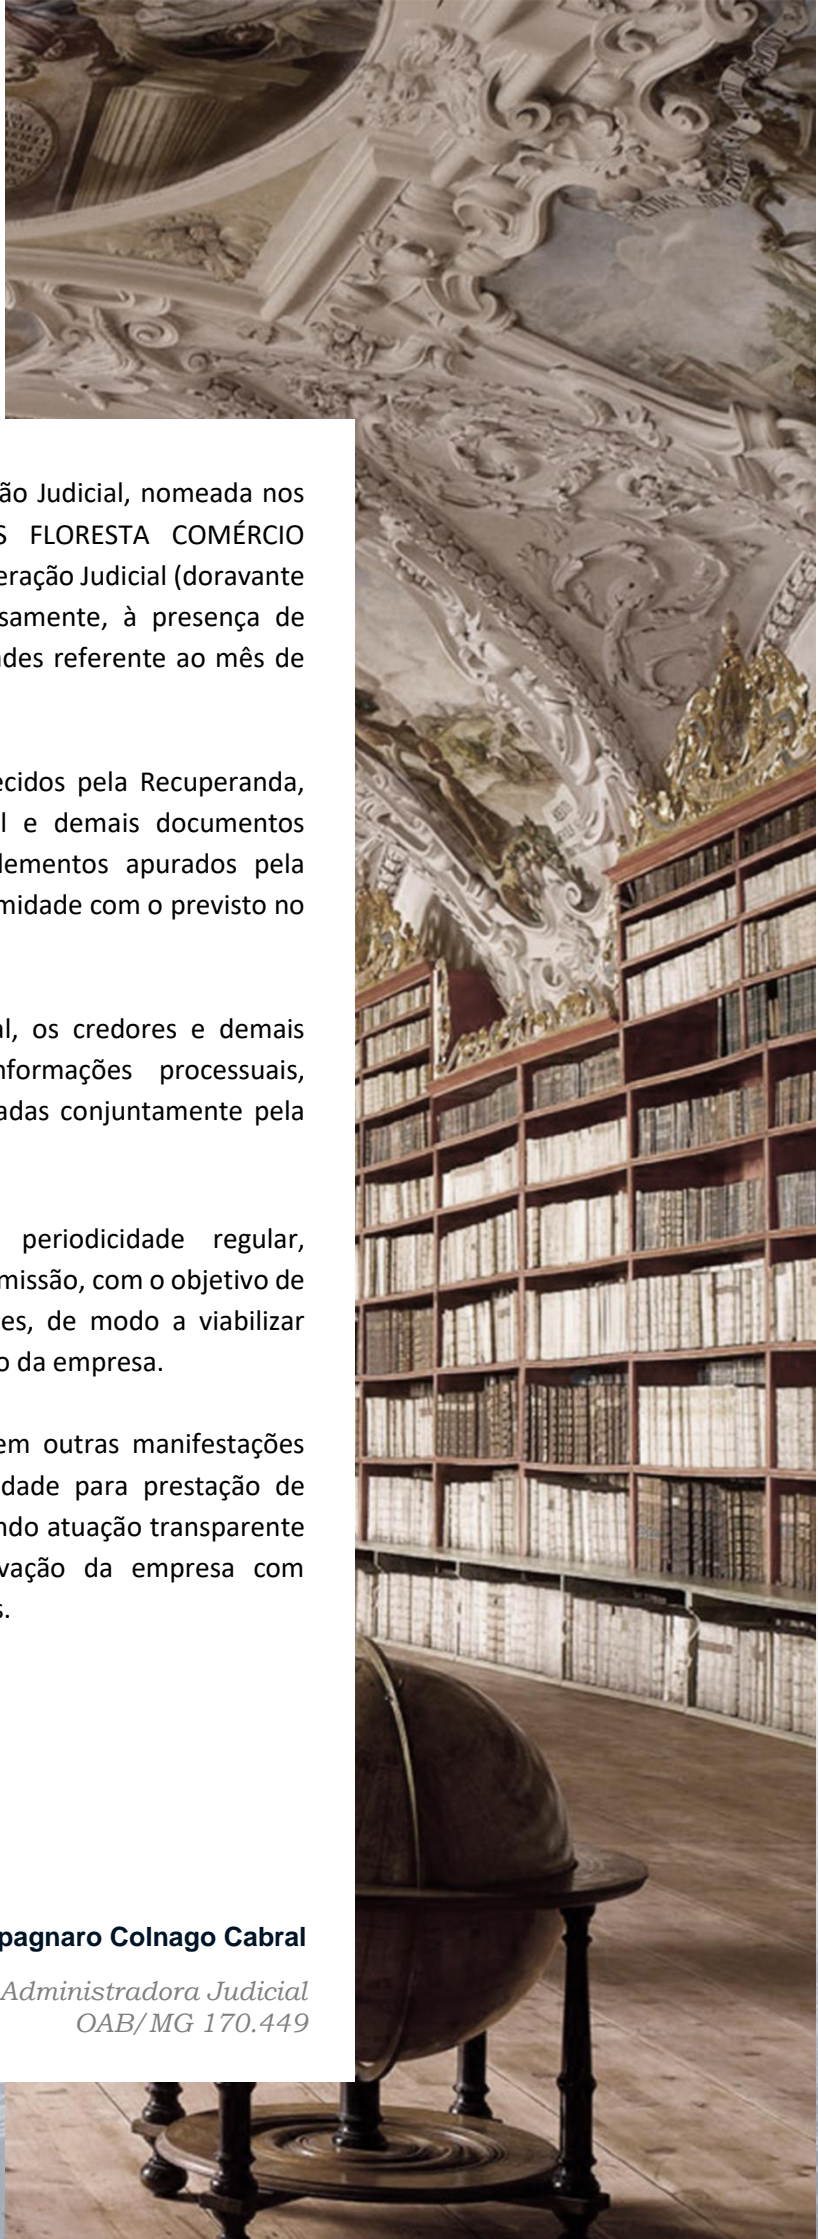 ão Judicial, nomeada nos
S FLORESTA COMÉRCIO
eração Judicial (doravante
samente, à presença de
des referente ao mês de
ecidos pela Recuperanda,
l e demais documentos
lementos apurados pela
midade com o previsto no
al, os credores e demais
nformações processuais,
adas conjuntamente pela
periodicidade regular,
missão, com o objetivo de
es, de modo a viabilizar
o da empresa.
em outras manifestações
dade para prestação de
ndo atuação transparente
vação da empresa com
s.
pagnaro Colnago Cabral
Administradora Judicial
OAB/MG 170.449